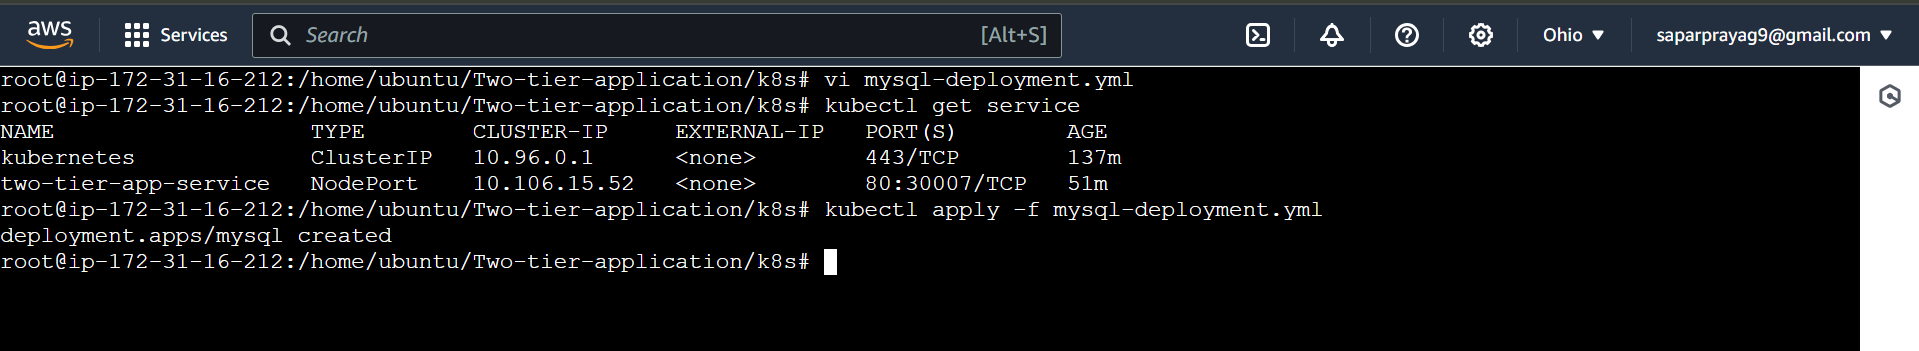 aws Services Search [Alt+S] Ohio saparprayag9@gmail.com
root@ip-172-31-16-212:/home/ubuntu/Two-tier-application/k8s# vi mysql-deployment.yml
root@ip-172-31-16-212:/home/ubuntu/Two-tier-application/k8s# kubectl get service
NAME TYPE CLUSTER-IP EXTERNAL-IP PORT(S) AGE
kubernetes ClusterIP 10.96.0.1 <none> 443/TCP 137m
two-tier-app-service NodePort 10.106.15.52 <none> 80:30007/TCP 51m
root@ip-172-31-16-212:/home/ubuntu/Two-tier-application/k8s# kubectl apply -f mysql-deployment.yml
deployment.apps/mysql created
root@ip-172-31-16-212:/home/ubuntu/Two-tier-application/k8s#